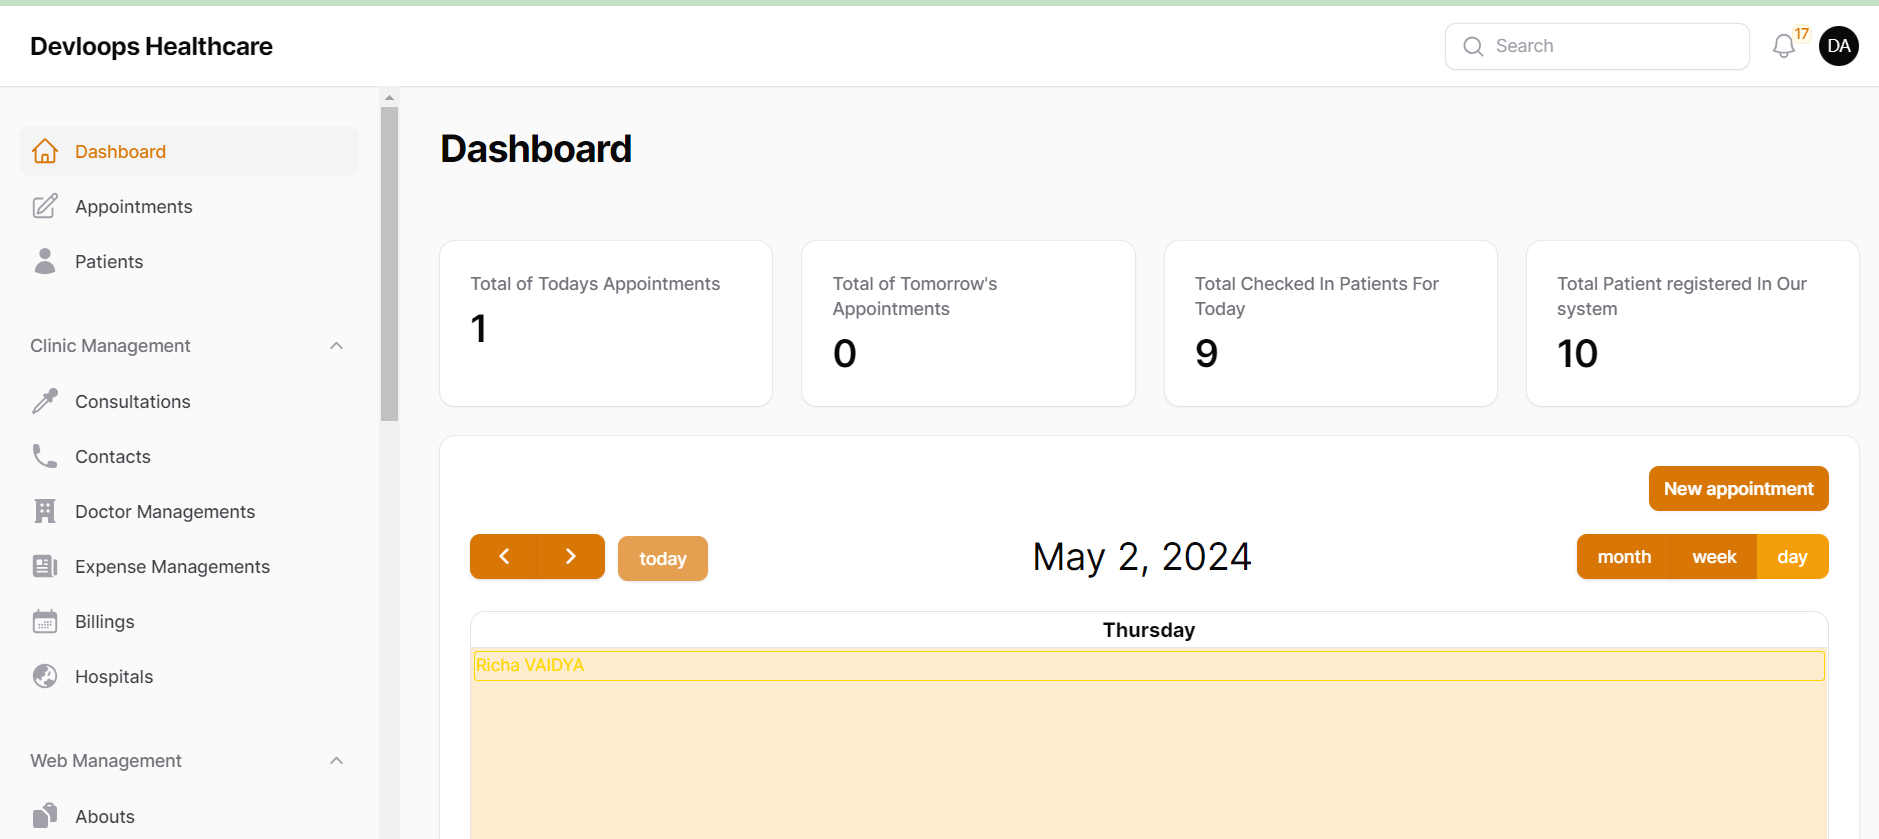 Devloops Healthcare
Search
17
DA
Dashboard
Appointments
Patients
Clinic Management
Consultations
Contacts
Doctor Managements
Expense Managements
Billings
Hospitals
Web Management
Abouts
Dashboard
Total of Todays Appointments
1
Total of Tomorrow's
Appointments
0
Total Checked In Patients For
Today
9
Total Patient registered In Our
system
10
New appointment
today
May 2, 2024
month
week
day
Thursday
Richa VAIDYA